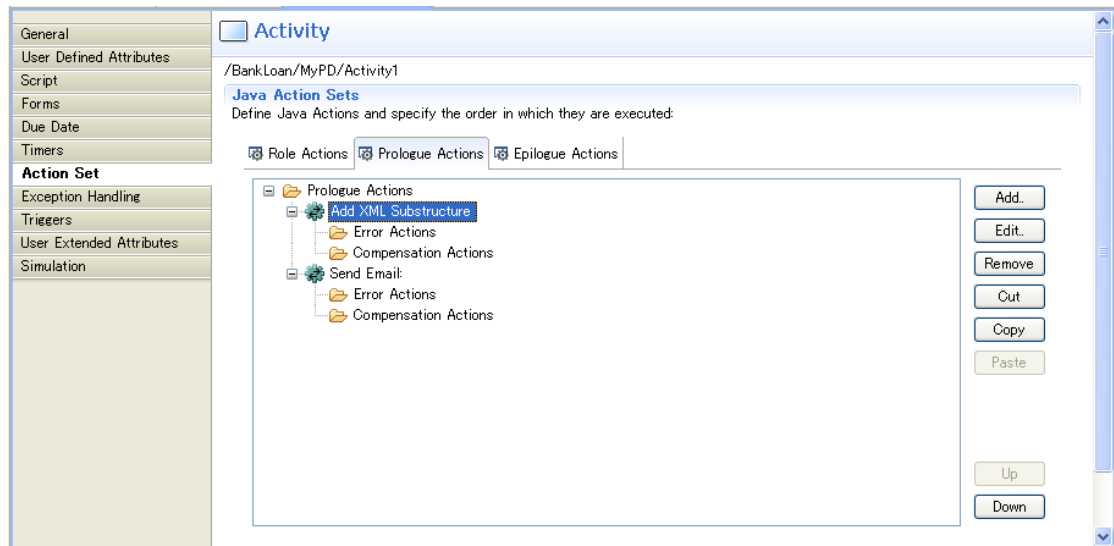 General
User Defined Attributes
Script
Forms
Due Date
Timers
Action Set
Exception Handling
Triggers
User Extended Attributes
Simulation
Activity
/BankLoan/MyPD/Activity1
Java Action Sets
Define Java Actions and specify the order in which they are executed:
Role Actions Prologue Actions Epilogue Actions
Prologue Actions
Add XML Substructure
Error Actions
Compensation Actions
Send Email:
Error Actions
Compensation Actions
Add..
Edit..
Remove
Cut
Copy
Paste
Up
Down